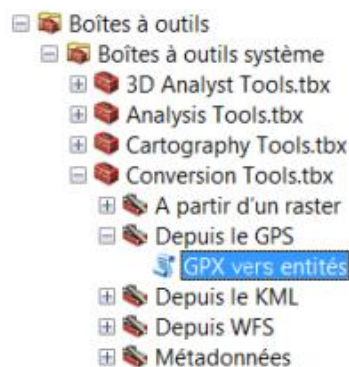 Boîtes à outils
Boîtes à outils système
3D Analyst Tools.tbx
Analysis Tools.tbx
Cartography Tools.tbx
Conversion Tools.tbx
A partir d'un raster
Depuis le GPS
GPX vers entités
Depuis le KML
Depuis WFS
Métadonnées